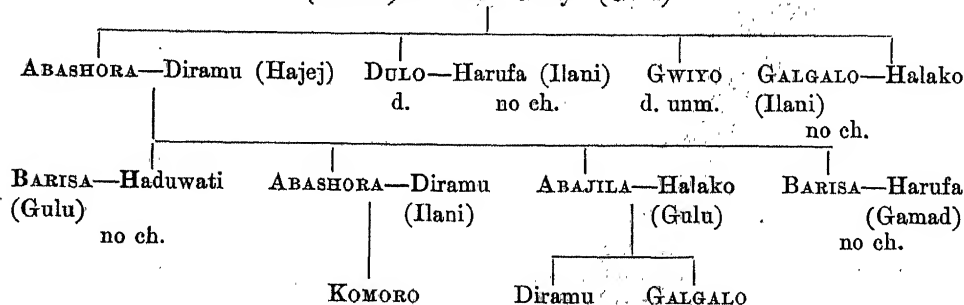 ABASHORA—Diramu (Hajej) DULO—Harufa (Ilani) GWIYO GALGALO—Halako
d. no ch. d. unm. (Ilani)
no ch.
BARISA—Haduwati ABASHORA—Diramu ABAJILA—Halako BARISA—Harufa
(Gulu) (Ilani) (Gulu) (Gamad)
no ch. no ch.
KOMORO Diramu GALGALO